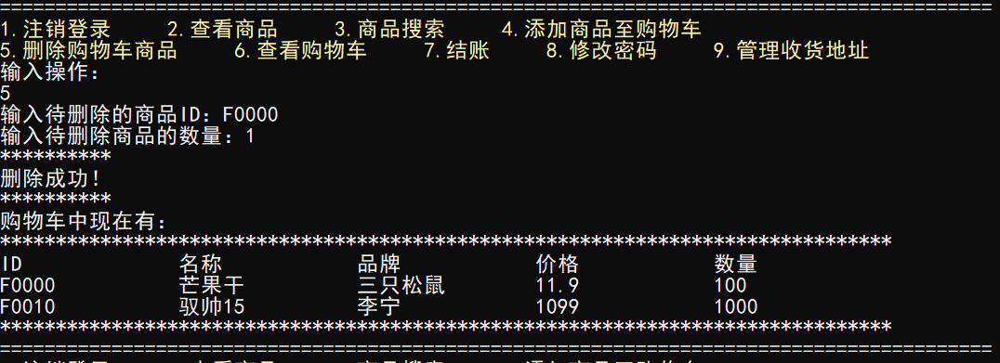 ==========================================================================================
1.注销登录 2.查看商品 3.商品搜索 4.添加商品至购物车
5.删除购物车商品 6.查看购物车 7.结账 8.修改密码 9.管理收货地址
输入操作：
5
输入待删除的商品ID：F0000
输入待删除商品的数量：1
**********
删除成功！
**********
购物车中现在有：
********************************************************************************
ID 名称 品牌 价格 数量
F0000 芒果干 三只松鼠 11.9 100
F0010 驭帅15 李宁 1099 1000
********************************************************************************
==========================================================================================